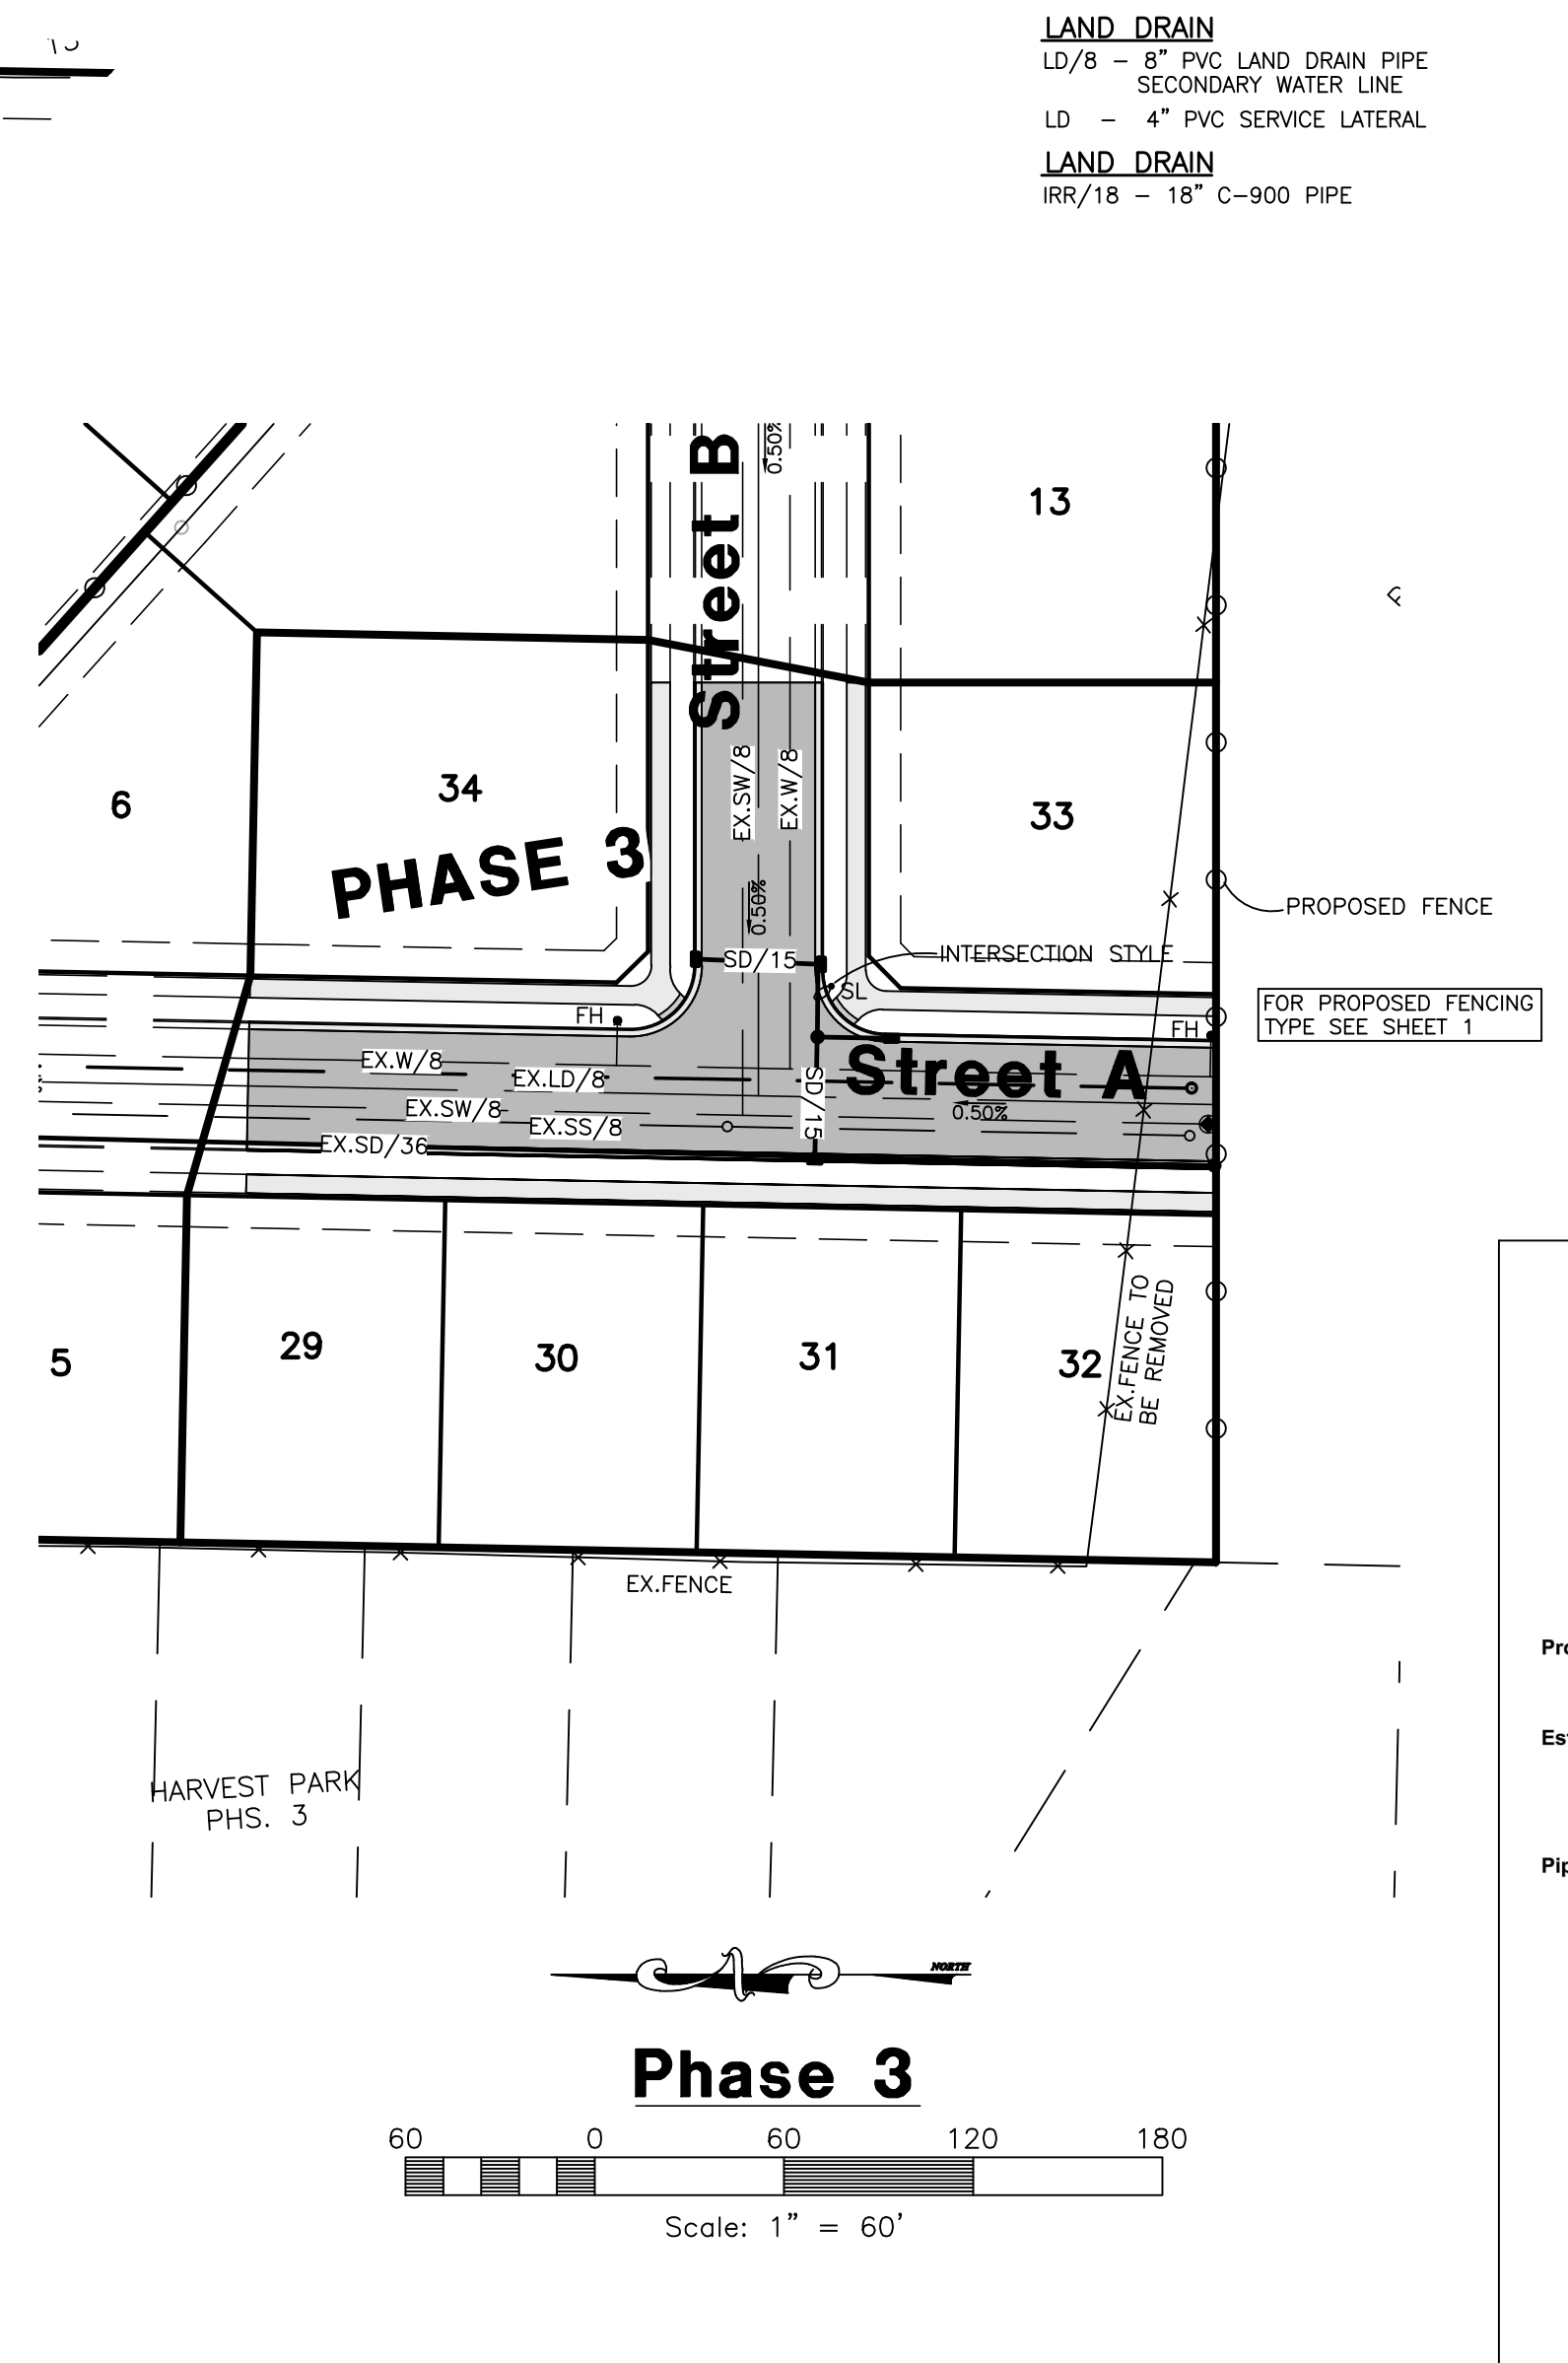 LAND DRAIN
LD/8 – 8” PVC LAND DRAIN PIPE
SECONDARY WATER LINE
LD – 4” PVC SERVICE LATERAL
LAND DRAIN
IRR/18 – 18” C–900 PIPE
Street B
0.50%
13
6
34
33
PHASE 3
EX.SW/8
EX.W/8
0.50%
PROPOSED FENCE
SD/15
INTERSECTION STYLE
SL
FH
FH
FOR PROPOSED FENCING
TYPE SEE SHEET 1
EX.W/8
EX.LD/8
Street A
EX.SW/8
SD/15
0.50%
EX.SS/8
EX.SD/36
5
29
30
31
32
EX.FENCE TO
BE REMOVED
EX.FENCE
HARVEST PARK
PHS. 3
NORTH
Phase 3
60 0 60 120 180
Scale: 1” = 60’